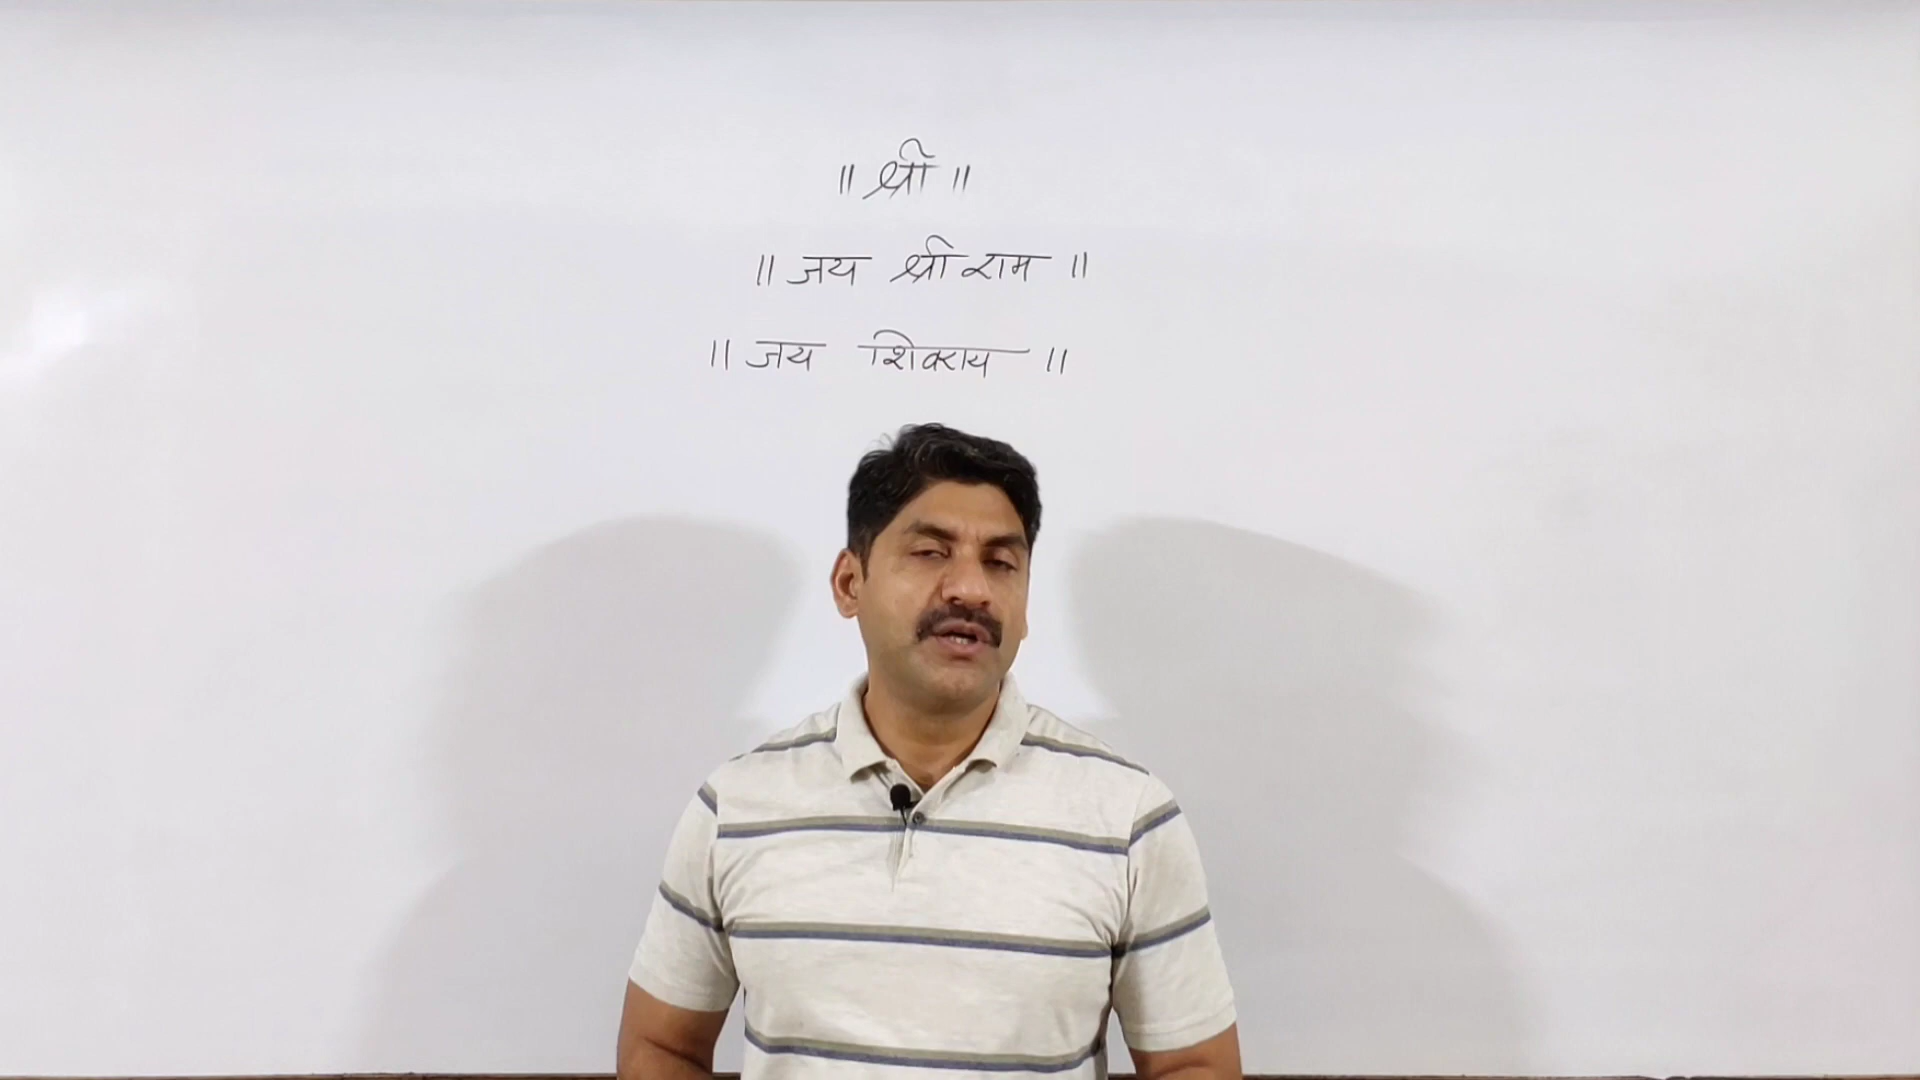 ॥ श्री ॥
॥ जय श्री राम ॥
॥ जय शिवराय ॥